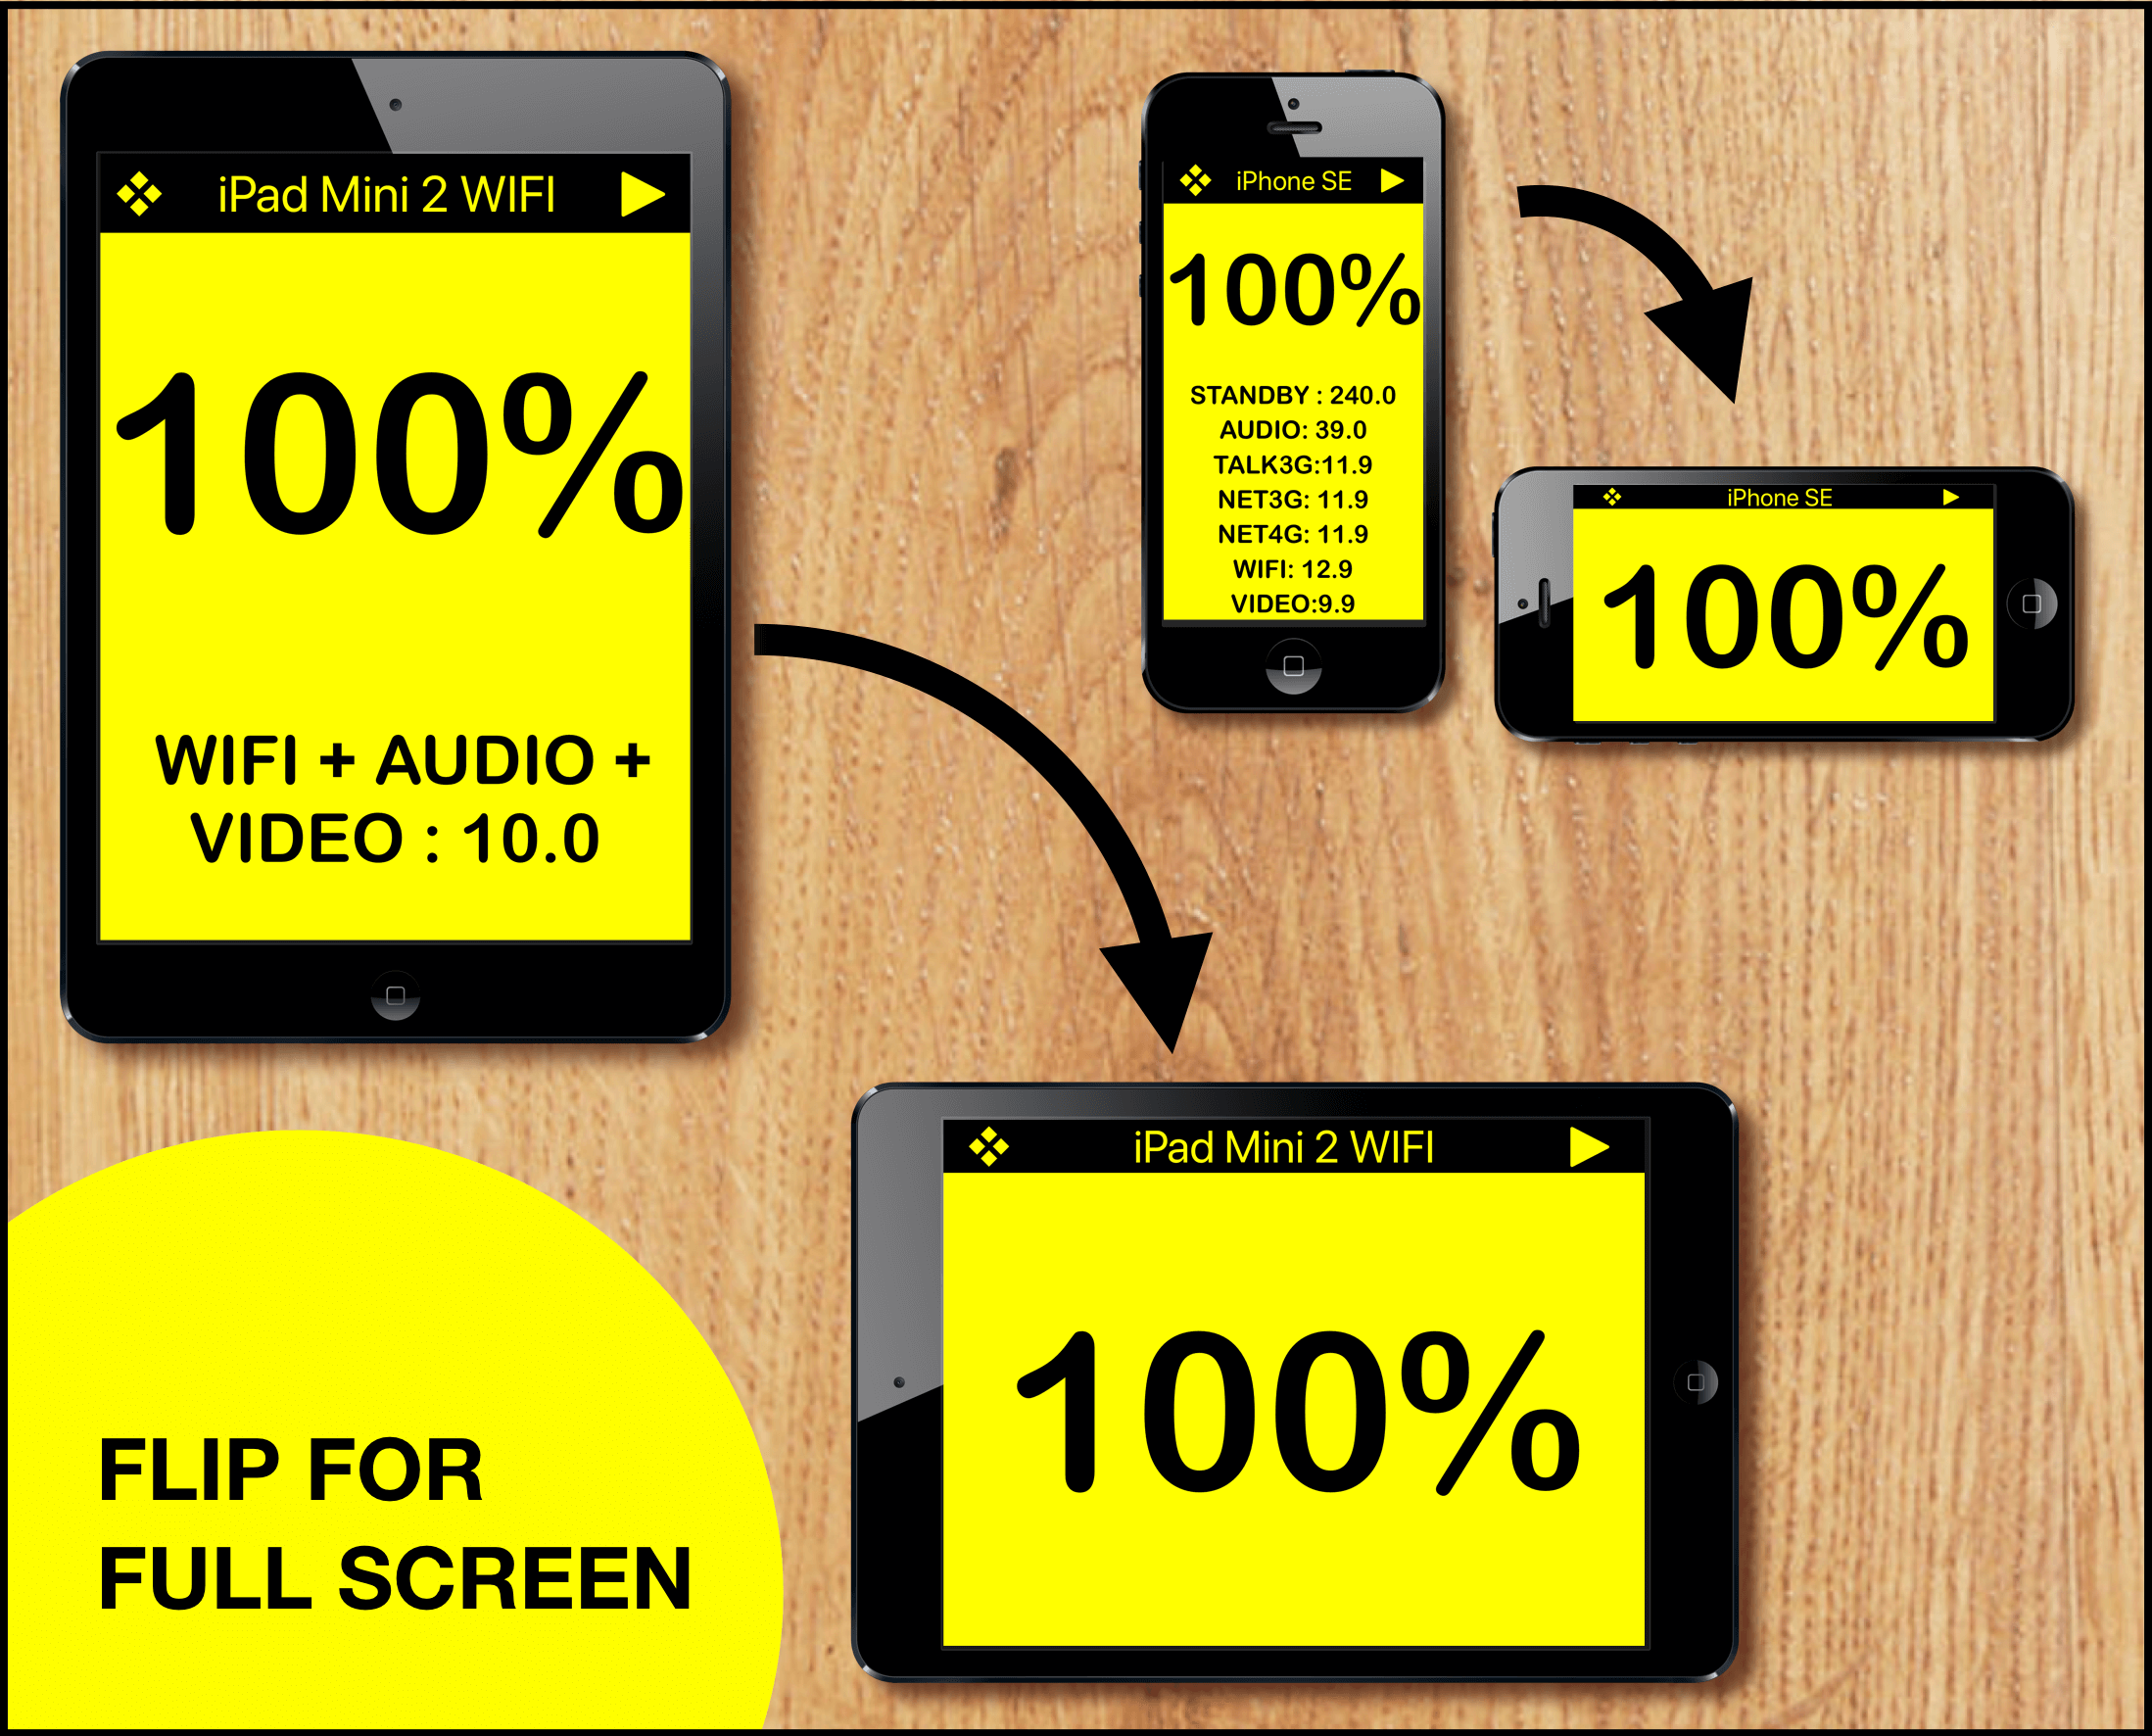 iPad Mini 2 WIFI
100%
WIFI + AUDIO +
VIDEO : 10.0
iPhone SE
100%
STANDBY : 240.0
AUDIO: 39.0
TALK3G:11.9
NET3G: 11.9
NET4G: 11.9
WIFI: 12.9
VIDEO:9.9
iPhone SE
100%
iPad Mini 2 WIFI
100%
FLIP FOR
FULL SCREEN